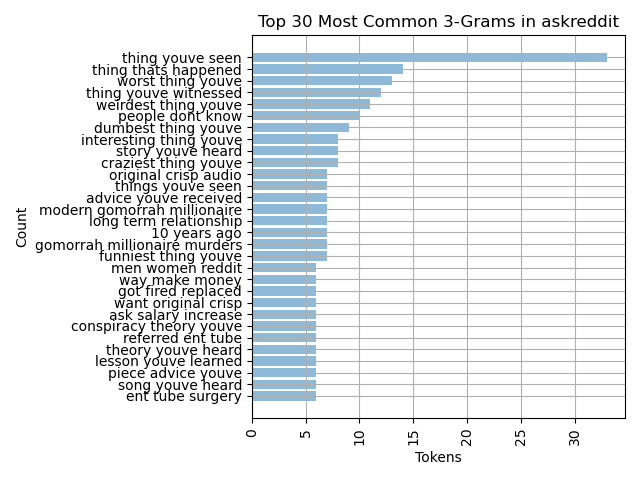 Top 30 Most Common 3-Grams in askreddit
thing youve seen
thing thats happened
worst thing youve
thing youve witnessed
weirdest thing youve
people dont know
dumbest thing youve
interesting thing youve
story youve heard
craziest thing youve
original crisp audio
things youve seen
advice youve received
modern gomorrah millionaire
long term relationship
10 years ago
gomorrah millionaire murders
funniest thing youve
men women reddit
way make money
got fired replaced
want original crisp
ask salary increase
conspiracy theory youve
referred ent tube
theory youve heard
lesson youve learned
piece advice youve
song youve heard
ent tube surgery
Count
0 5 10 15 20 25 30
Tokens